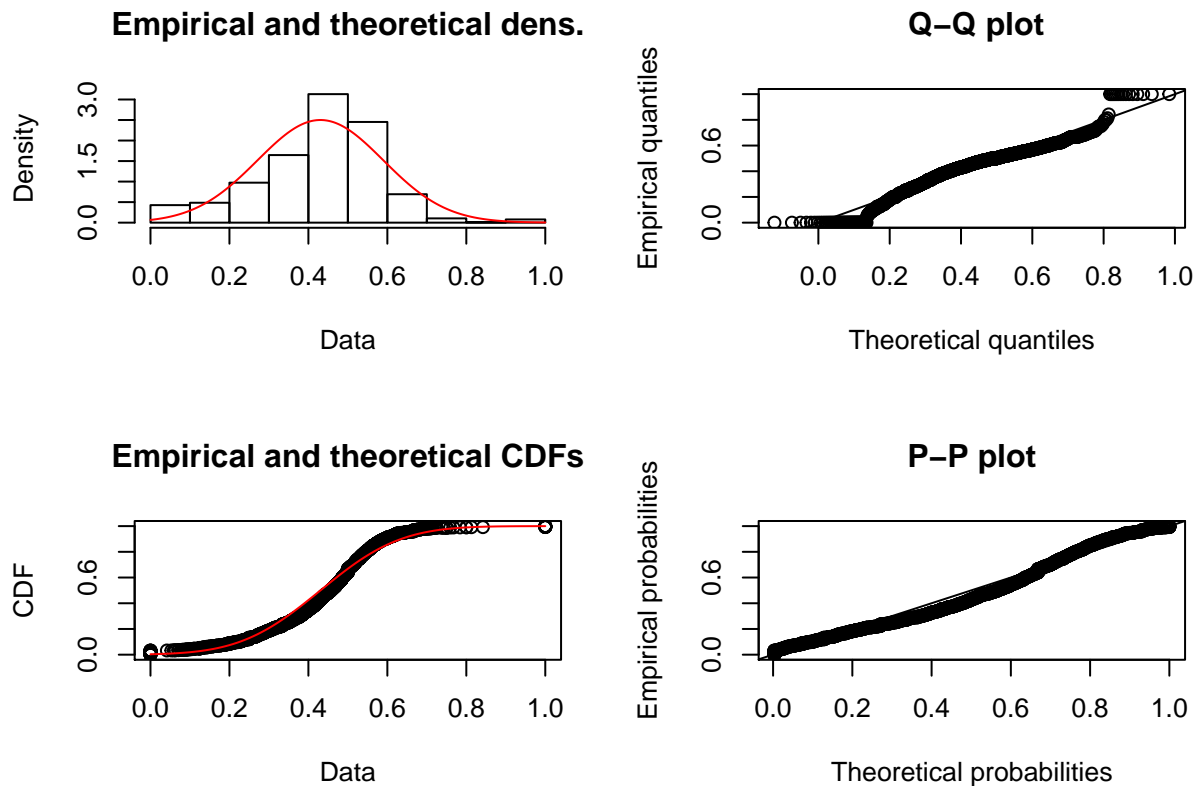 Empirical and theoretical dens.
Density
0.0 1.5 3.0
0.0 0.2 0.4 0.6 0.8 1.0
Data
Q−Q plot
Empirical quantiles
0.0 0.6
0.0 0.2 0.4 0.6 0.8 1.0
Theoretical quantiles
Empirical and theoretical CDFs
CDF
0.0 0.6
0.0 0.2 0.4 0.6 0.8 1.0
Data
P−P plot
Empirical probabilities
0.0 0.6
0.0 0.2 0.4 0.6 0.8 1.0
Theoretical probabilities